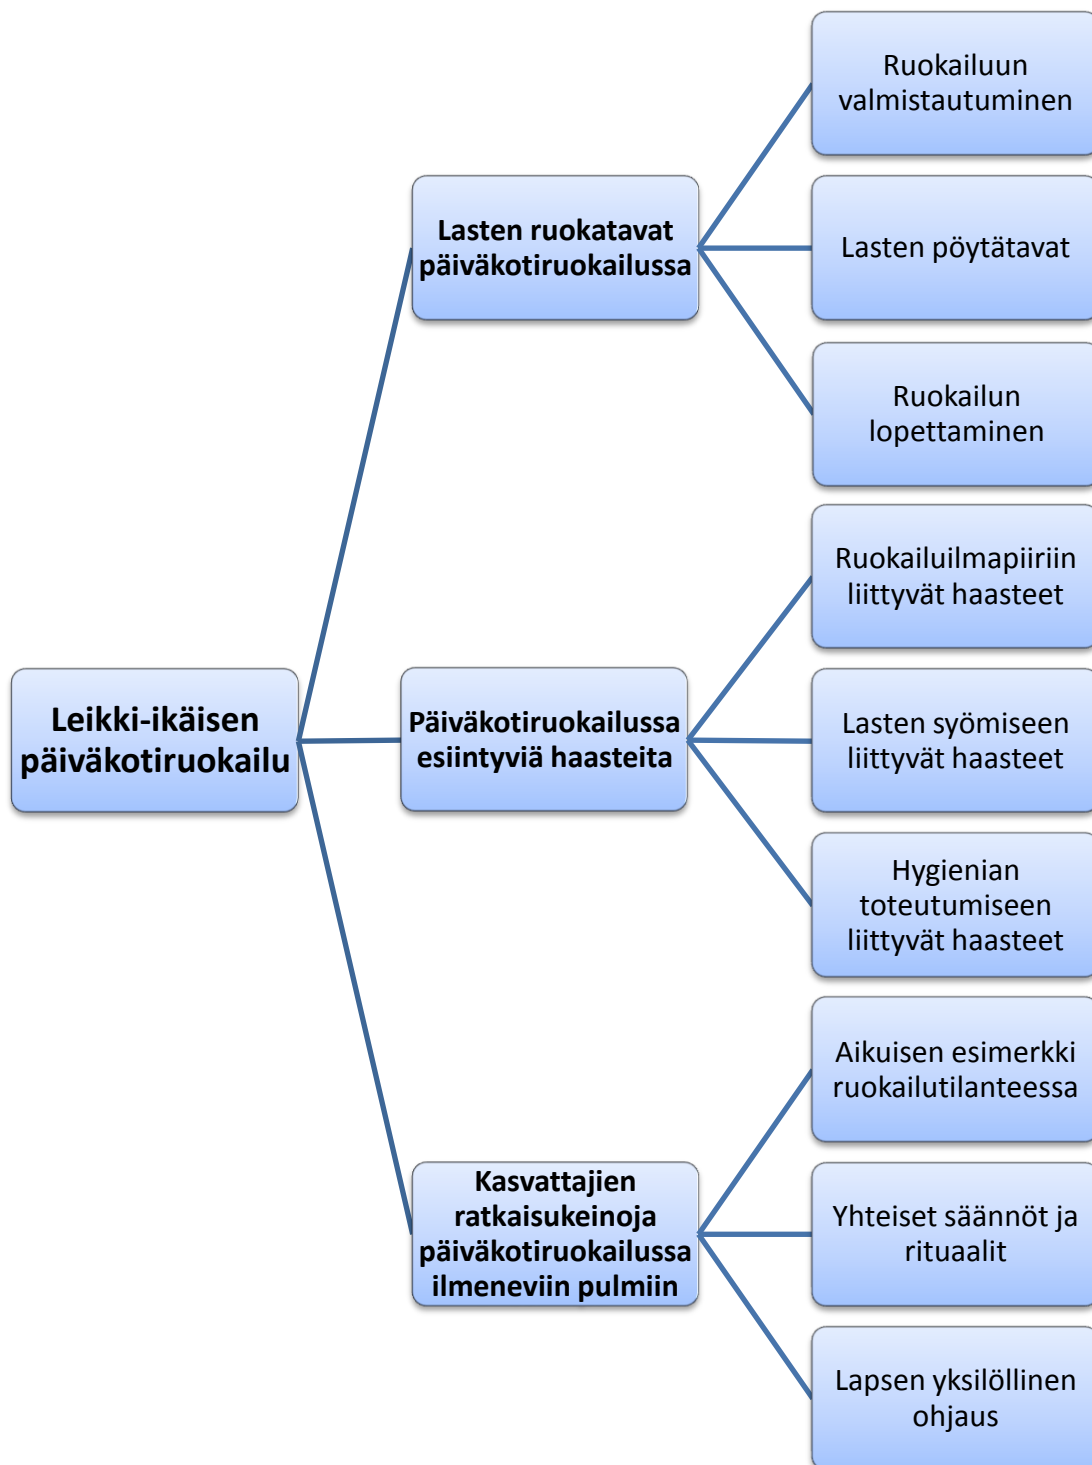 Leikki-ikäisen
päiväkotiruokailu
Lasten ruokatavat
päiväkotiruokailussa
Ruokailuun
valmistautuminen
Lasten pöytätavat
Ruokailun
lopettaminen
Päiväkotiruokailussa
esiintyviä haasteita
Ruokailuilmapiiriin
liittyvät haasteet
Lasten syömiseen
liittyvät haasteet
Hygienian
toteutumiseen
liittyvät haasteet
Kasvattajien
ratkaisukeinoja
päiväkotiruokailussa
ilmeneviin pulmiin
Aikuisen esimerkki
ruokailutilanteessa
Yhteiset säännöt ja
rituaalit
Lapsen yksilöllinen
ohjaus